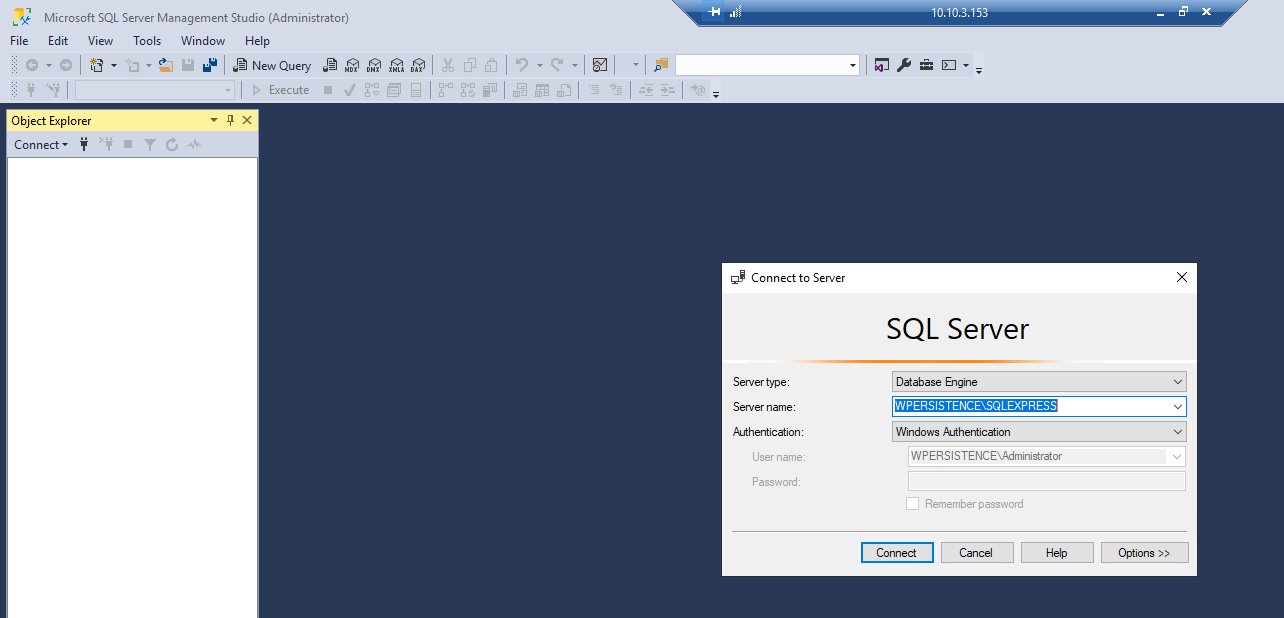 Microsoft SQL Server Management Studio (Administrator)
10.10.3.153
File Edit View Tools Window Help
New Query MDX DMX XMLA DAX
Execute
Object Explorer
Connect
Connect to Server
SQL Server
Server type: Database Engine
Server name: WPERSISTENCE\SQLEXPRESS
Authentication: Windows Authentication
User name: WPERSISTENCE\Administrator
Password:
Remember password
Connect Cancel Help Options >>